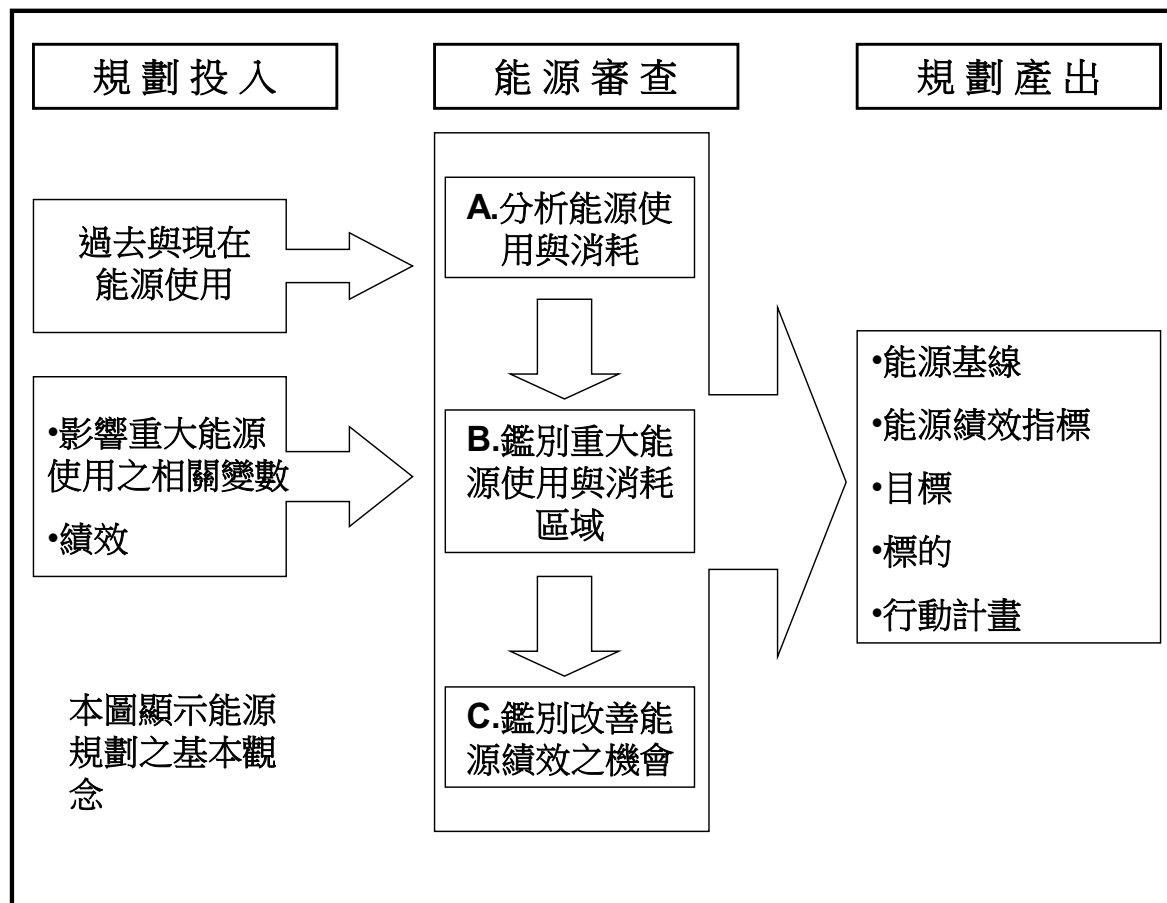 規劃投入
能源審查
規劃產出
過去與現在
能源使用
•影響重大能源
使用之相關變數
•績效
本圖顯示能源
規劃之基本觀
念
A.分析能源使
用與消耗
B.鑑別重大能
源使用與消耗
區域
C.鑑別改善能
源績效之機會
•能源基線
•能源績效指標
•目標
•標的
•行動計畫